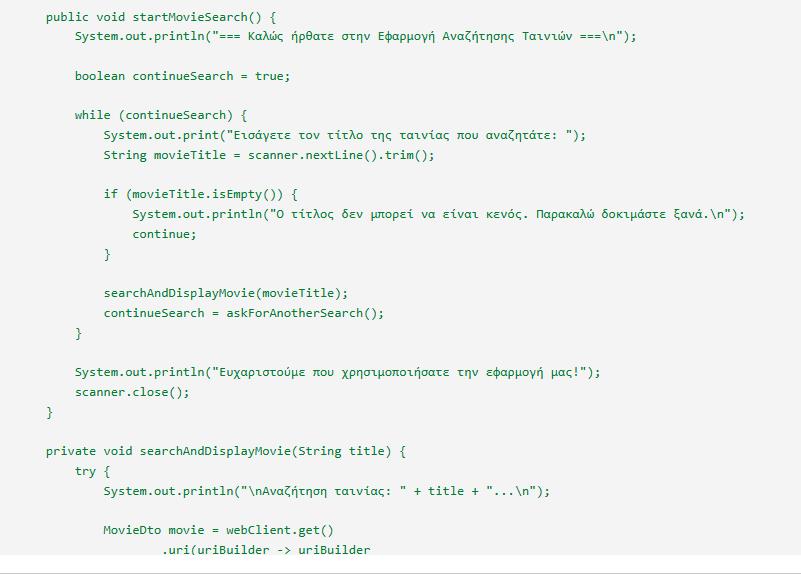 public void startMovieSearch() {
System.out.println("=== Καλώς ήρθατε στην Εφαρμογή Αναζήτησης Ταινιών ===\n");
boolean continueSearch = true;
while (continueSearch) {
System.out.print("Εισάγετε τον τίτλο της ταινίας που αναζητάτε: ");
String movieTitle = scanner.nextLine().trim();
if (movieTitle.isEmpty()) {
System.out.println("Ο τίτλος δεν μπορεί να είναι κενός. Παρακαλώ δοκιμάστε ξανά.\n");
continue;
}
searchAndDisplayMovie(movieTitle);
continueSearch = askForAnotherSearch();
}
System.out.println("Ευχαριστούμε που χρησιμοποιήσατε την εφαρμογή μας!");
scanner.close();
}
private void searchAndDisplayMovie(String title) {
try {
System.out.println("\nΑναζήτηση ταινίας: " + title + "...\n");
MovieDto movie = webClient.get()
.uri(uriBuilder -> uriBuilder